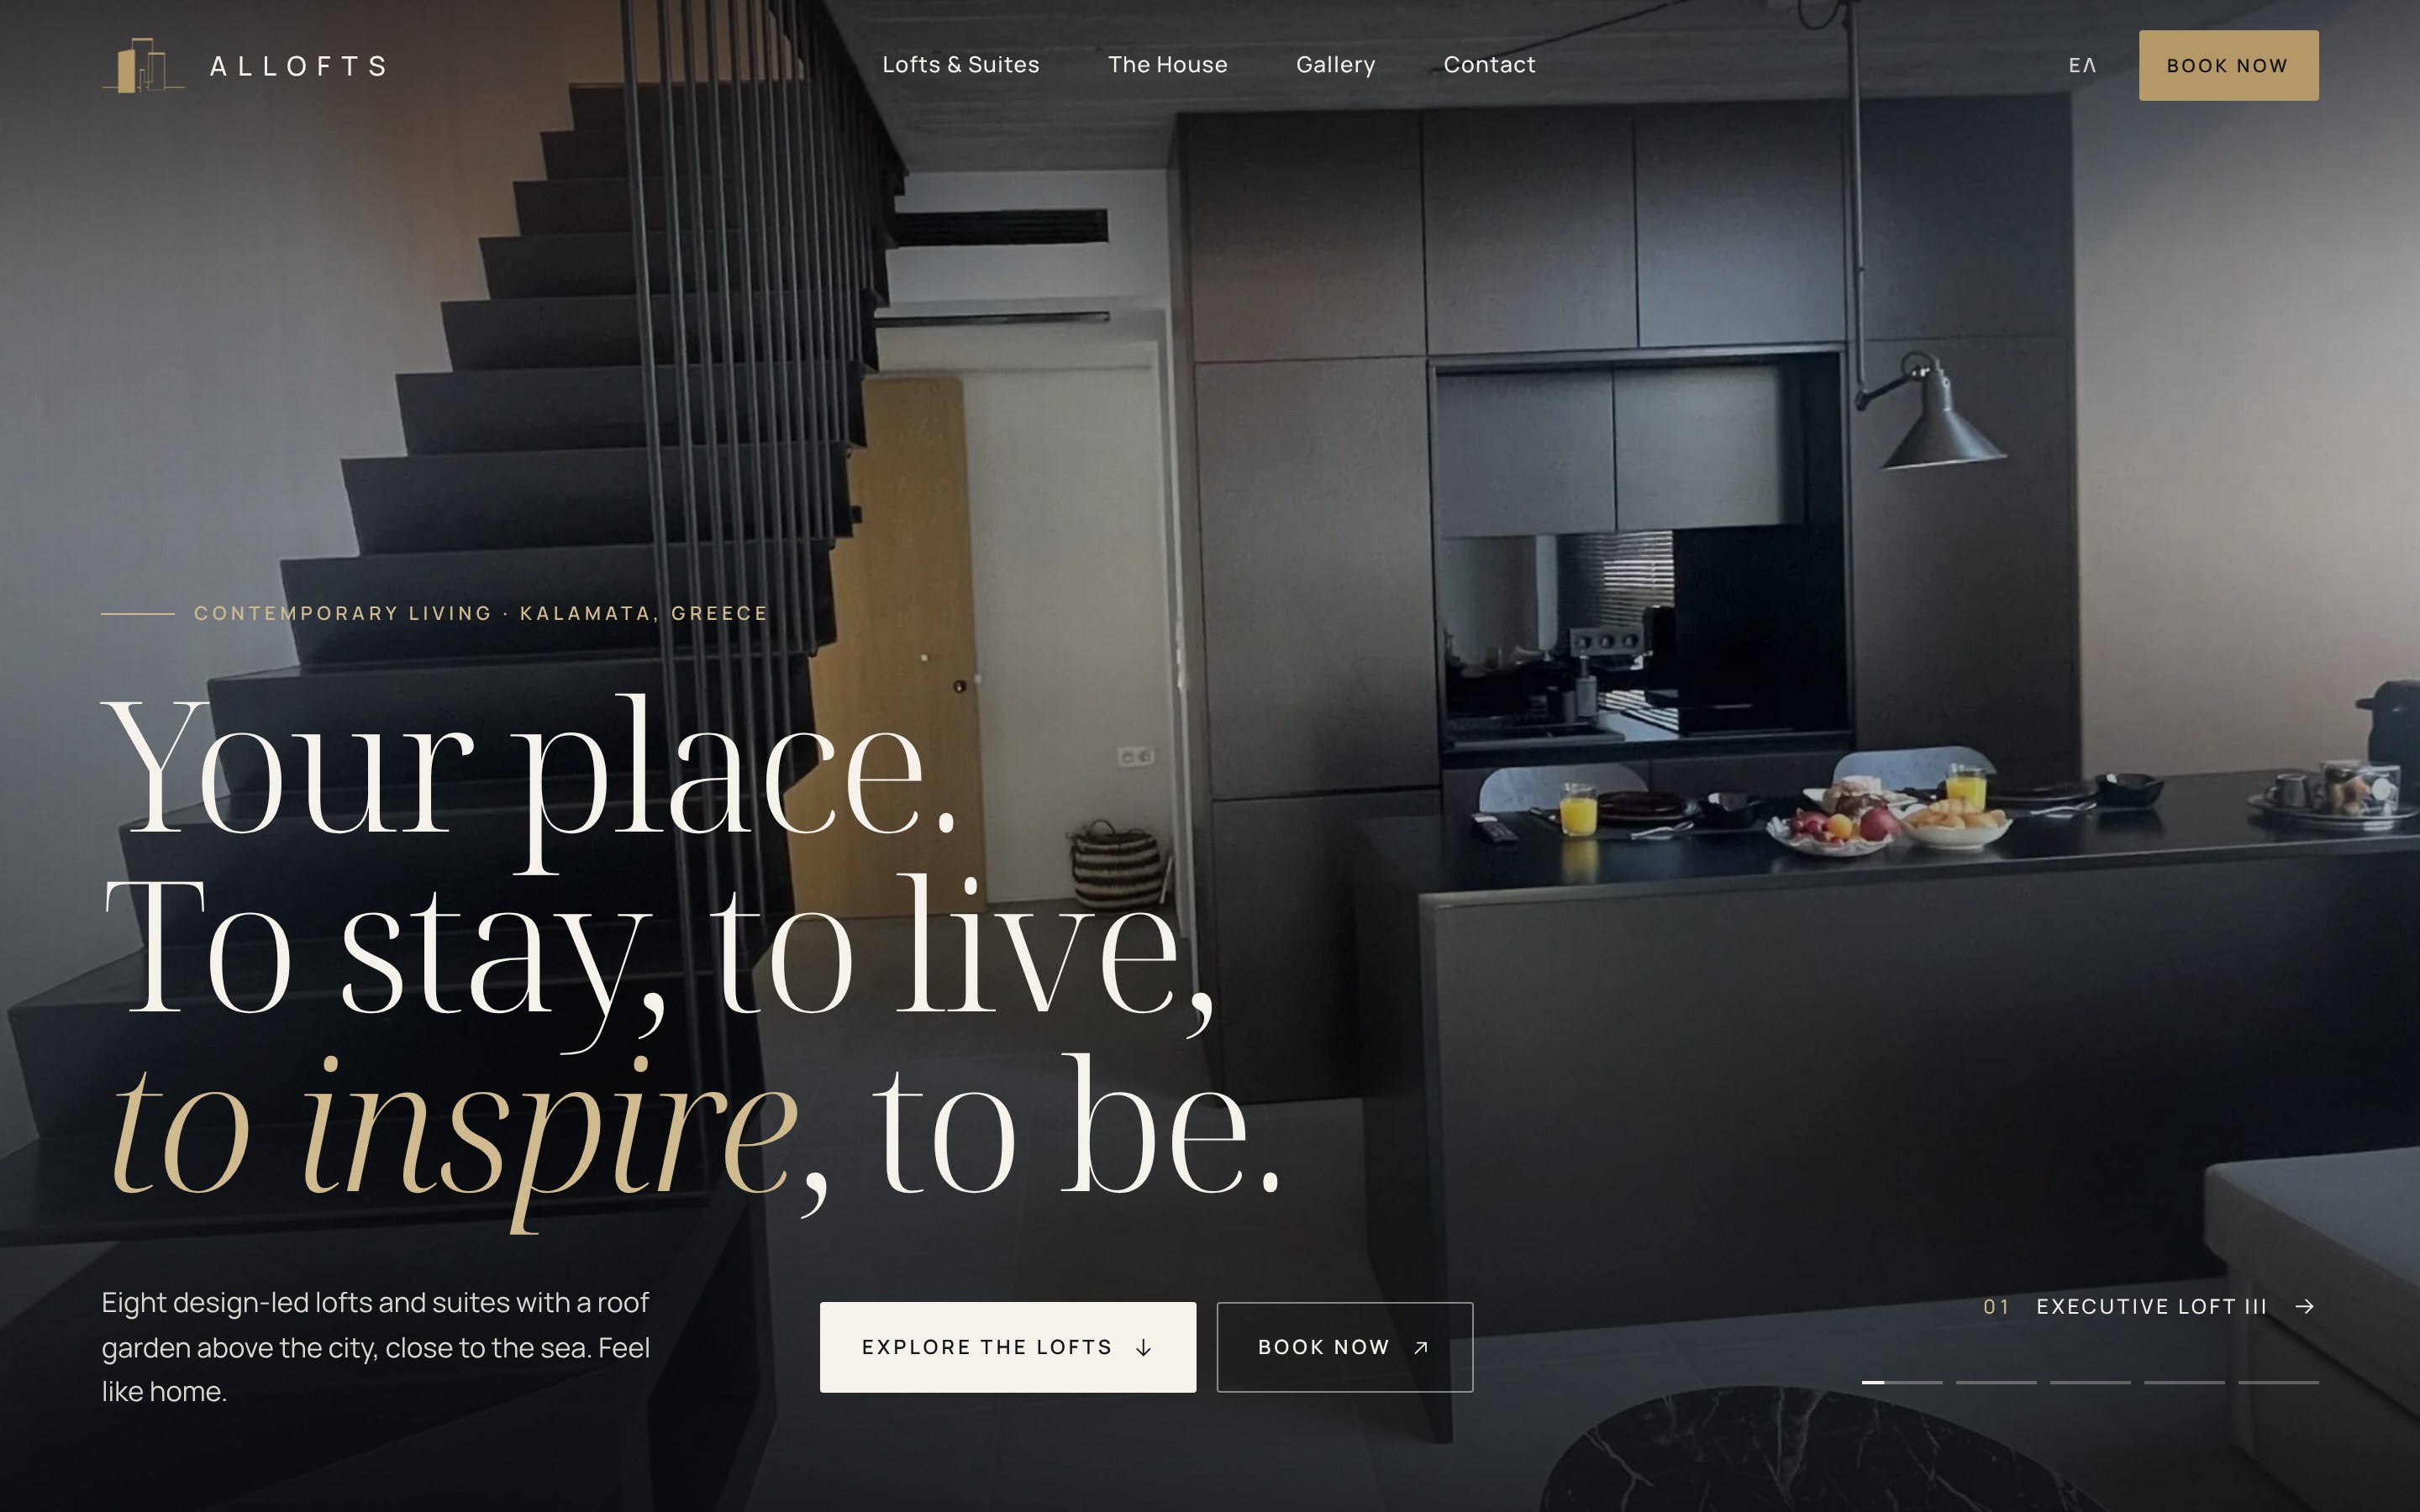 ALLOFTS
Lofts & Suites
The House
Gallery
Contact
ΕΛ
BOOK NOW
CONTEMPORARY LIVING · KALAMATA, GREECE
Your place.
To stay, to live,
to inspire, to be.
Eight design-led lofts and suites with a roof
garden above the city, close to the sea. Feel
like home.
EXPLORE THE LOFTS ↓
BOOK NOW ↗
01 EXECUTIVE LOFT III →